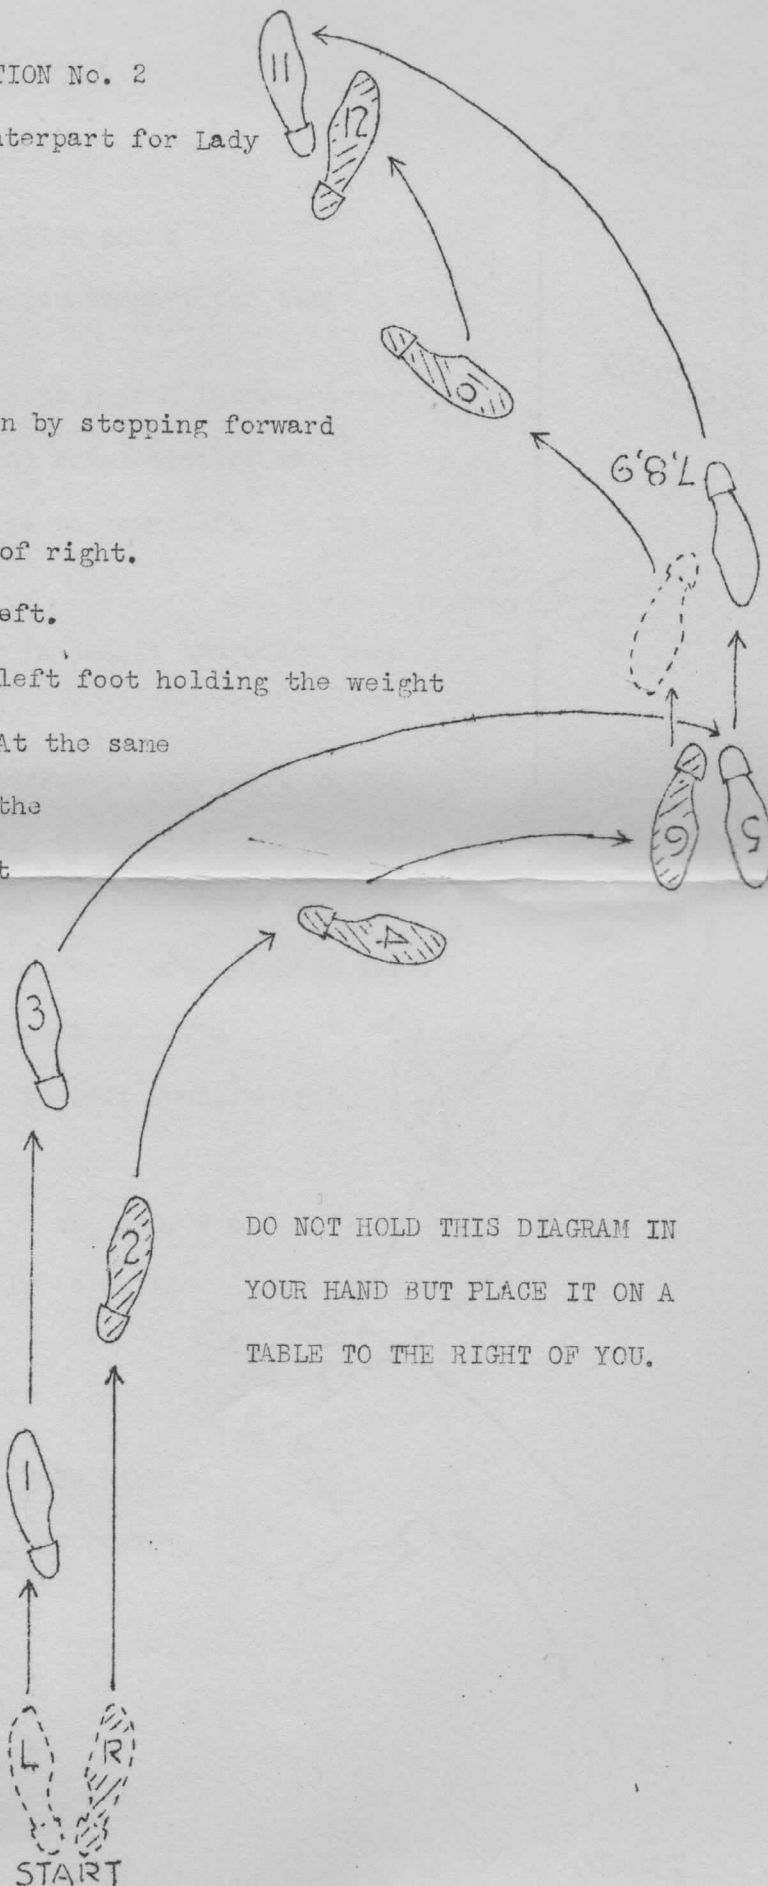 TION No. 2
terpart for Lady
n by stepping forward
of right.
eft.
left foot holding the weight
At the same
the
t
11
12
10
7,8,9
5
6
4
3
2
1
DO NOT HOLD THIS DIAGRAM IN
YOUR HAND BUT PLACE IT ON A
TABLE TO THE RIGHT OF YOU.
L
R
START